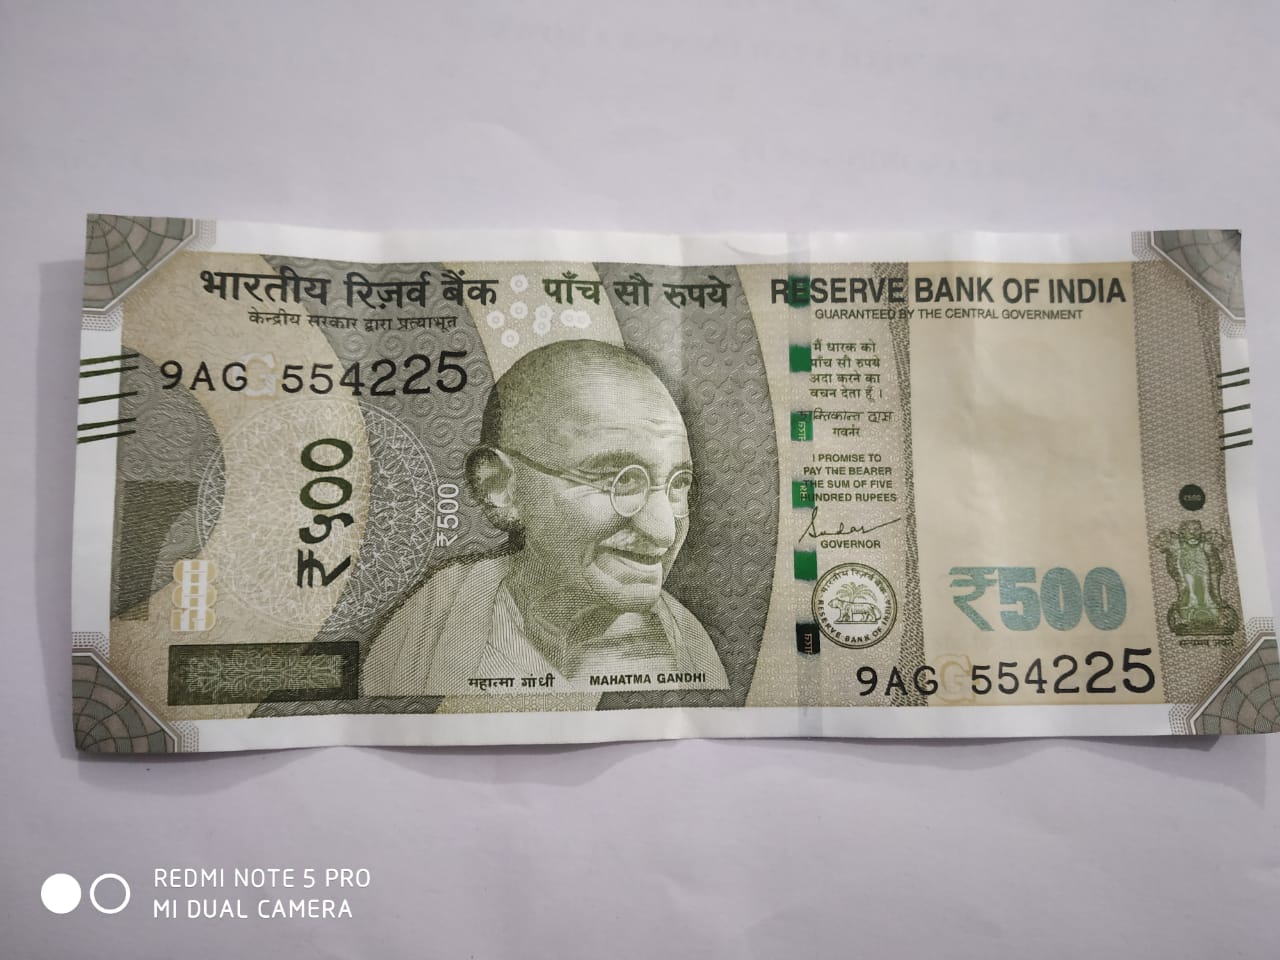 भारतीय रिज़र्व बैंक पाँच सौ रुपये RESERVE BANK OF INDIA
केन्द्रीय सरकार द्वारा प्रत्याभूत GUARANTEED BY THE CENTRAL GOVERNMENT
9AG 554225
मैं धारक को
पाँच सौ रुपये
अदा करने का
वचन देता हूँ ।
गवर्नर
I PROMISE TO
PAY THE BEARER
THE SUM OF FIVE
HUNDRED RUPEES
GOVERNOR
₹५००
₹500
भारतीय रिज़र्व बैंक
RESERVE BANK OF INDIA
₹500
सत्यमेव जयते
9AG 554225
महात्मा गांधी MAHATMA GANDHI
REDMI NOTE 5 PRO
MI DUAL CAMERA